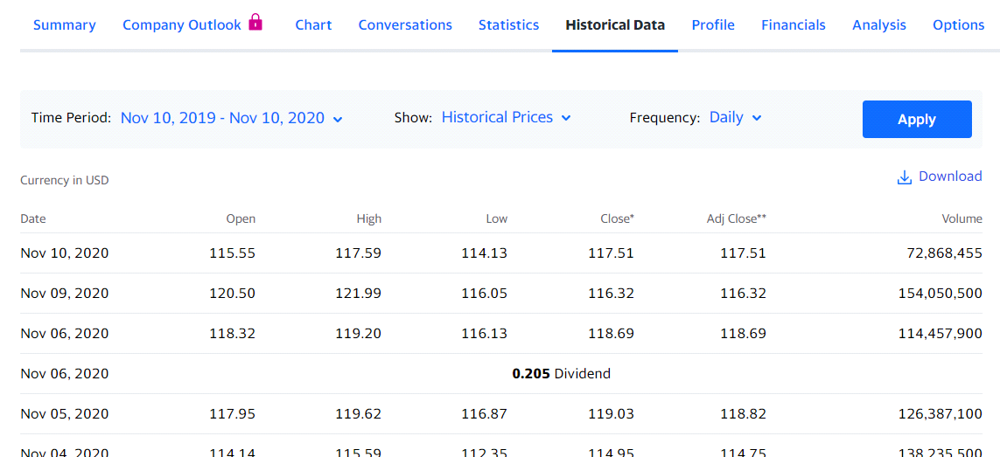 Summary Company Outlook Chart Conversations Statistics Historical Data Profile Financials Analysis Options
Time Period: Nov 10, 2019 - Nov 10, 2020 Show: Historical Prices Frequency: Daily Apply
Currency in USD Download
Date Open High Low Close* Adj Close** Volume
Nov 10, 2020 115.55 117.59 114.13 117.51 117.51 72,868,455
Nov 09, 2020 120.50 121.99 116.05 116.32 116.32 154,050,500
Nov 06, 2020 118.32 119.20 116.13 118.69 118.69 114,457,900
Nov 06, 2020 0.205 Dividend
Nov 05, 2020 117.95 119.62 116.87 119.03 118.82 126,387,100
Nov 04, 2020 114.14 115.59 112.35 114.95 114.75 138,235,500